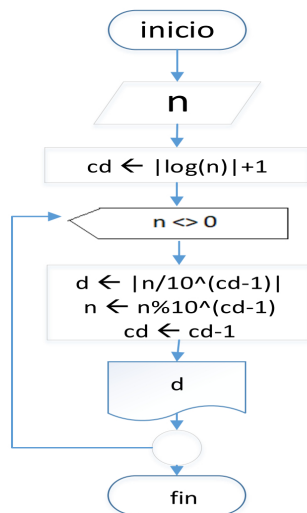 inicio
n
cd ← |log(n)|+1
n <> 0
d ← |n/10^(cd-1)|
n ← n%10^(cd-1)
cd ← cd-1
d
fin